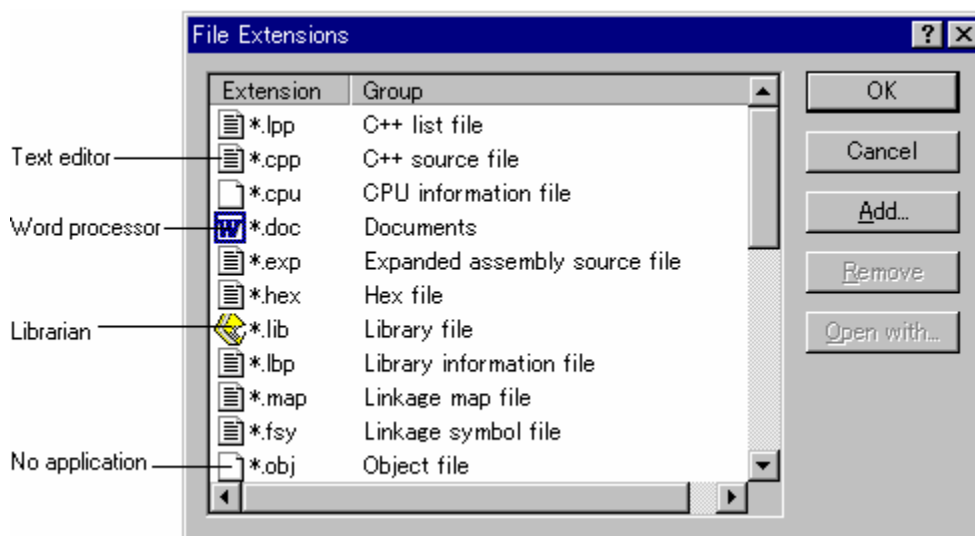 File Extensions
Extension Group
*.lpp C++ list file
Text editor *.cpp C++ source file
*.cpu CPU information file
Word processor W *.doc Documents
*.exp Expanded assembly source file
*.hex Hex file
Librarian *.lib Library file
*.lbp Library information file
*.map Linkage map file
*.fsy Linkage symbol file
No application *.obj Object file
OK
Cancel
Add...
Remove
Open with...